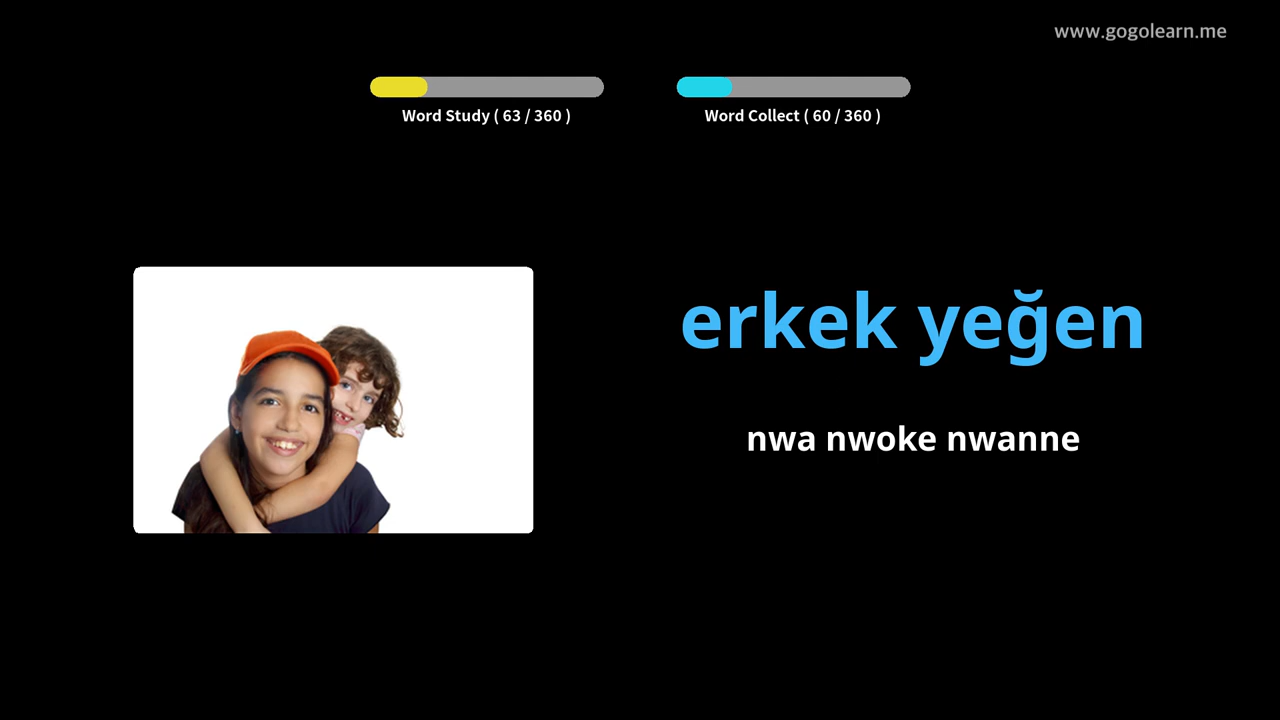 www.gogolearn.me
Word Study ( 63 / 360 )
Word Collect ( 60 / 360 )
erkek yeğen
nwa nwoke nwanne